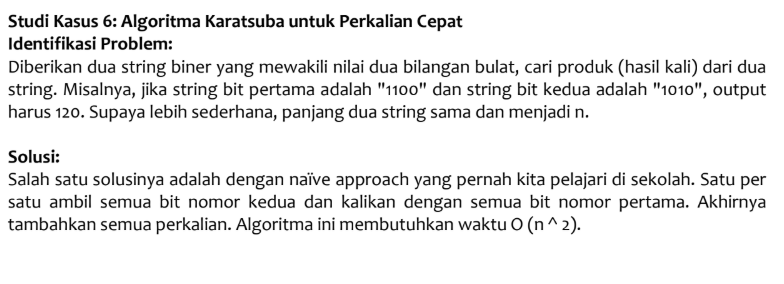 Studi Kasus 6: Algoritma Karatsuba untuk Perkalian Cepat
Identifikasi Problem:
Diberikan dua string biner yang mewakili nilai dua bilangan bulat, cari produk (hasil kali) dari dua
string. Misalnya, jika string bit pertama adalah "1100" dan string bit kedua adalah "1010", output
harus 120. Supaya lebih sederhana, panjang dua string sama dan menjadi n.
Solusi:
Salah satu solusinya adalah dengan naïve approach yang pernah kita pelajari di sekolah. Satu per
satu ambil semua bit nomor kedua dan kalikan dengan semua bit nomor pertama. Akhirnya
tambahkan semua perkalian. Algoritma ini membutuhkan waktu O (n ^ 2).